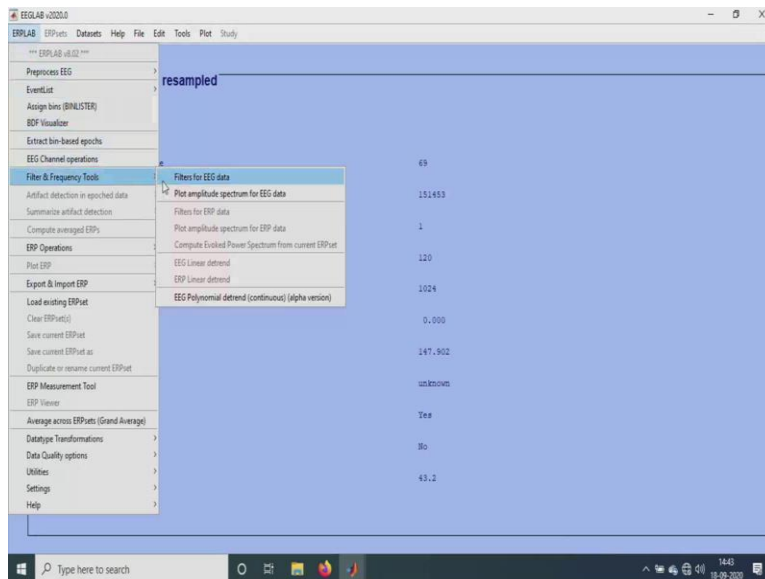 EEGLAB v2020.0
ERPLAB ERPsets Datasets Help File Edit Tools Plot Study
*** ERPLAB v8.02 ***
Preprocess EEG
EventList
Assign bins (BINLISTER)
BDF Visualizer
Extract bin-based epochs
EEG Channel operations
Filter & Frequency Tools
Artifact detection in epoched data
Summarize artifact detection
Compute averaged ERPs
ERP Operations
Plot ERP
Export & Import ERP
Load existing ERPset
Clear ERPset(s)
Save current ERPset
Save current ERPset as
Duplicate or rename current ERPset
ERP Measurement Tool
ERP Viewer
Average across ERPsets (Grand Average)
Datatype Transformations
Data Quality options
Utilities
Settings
Help
Filters for EEG data
Plot amplitude spectrum for EEG data
Filters for ERP data
Plot amplitude spectrum for ERP data
Compute Evoked Power Spectrum from current ERPset
EEG Linear detrend
ERP Linear detrend
EEG Polynomial detrend (continuous) (alpha version)
resampled
69
151453
1
120
1024
0.000
147.902
unknown
Yes
No
43.2
Type here to search
14:43
18-09-2020